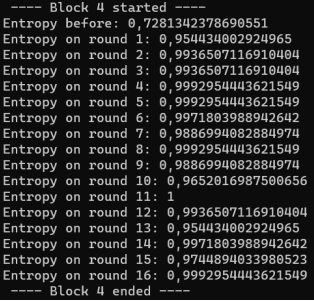 ---- Block 4 started ----
Entropy before: 0,7281342378690551
Entropy on round 1: 0,954434002924965
Entropy on round 2: 0,9936507116910404
Entropy on round 3: 0,9936507116910404
Entropy on round 4: 0,9992954443621549
Entropy on round 5: 0,9992954443621549
Entropy on round 6: 0,9971803988942642
Entropy on round 7: 0,9886994082884974
Entropy on round 8: 0,9992954443621549
Entropy on round 9: 0,9886994082884974
Entropy on round 10: 0,9652016987500656
Entropy on round 11: 1
Entropy on round 12: 0,9936507116910404
Entropy on round 13: 0,954434002924965
Entropy on round 14: 0,9971803988942642
Entropy on round 15: 0,9744894033980523
Entropy on round 16: 0,9992954443621549
---- Block 4 ended ----